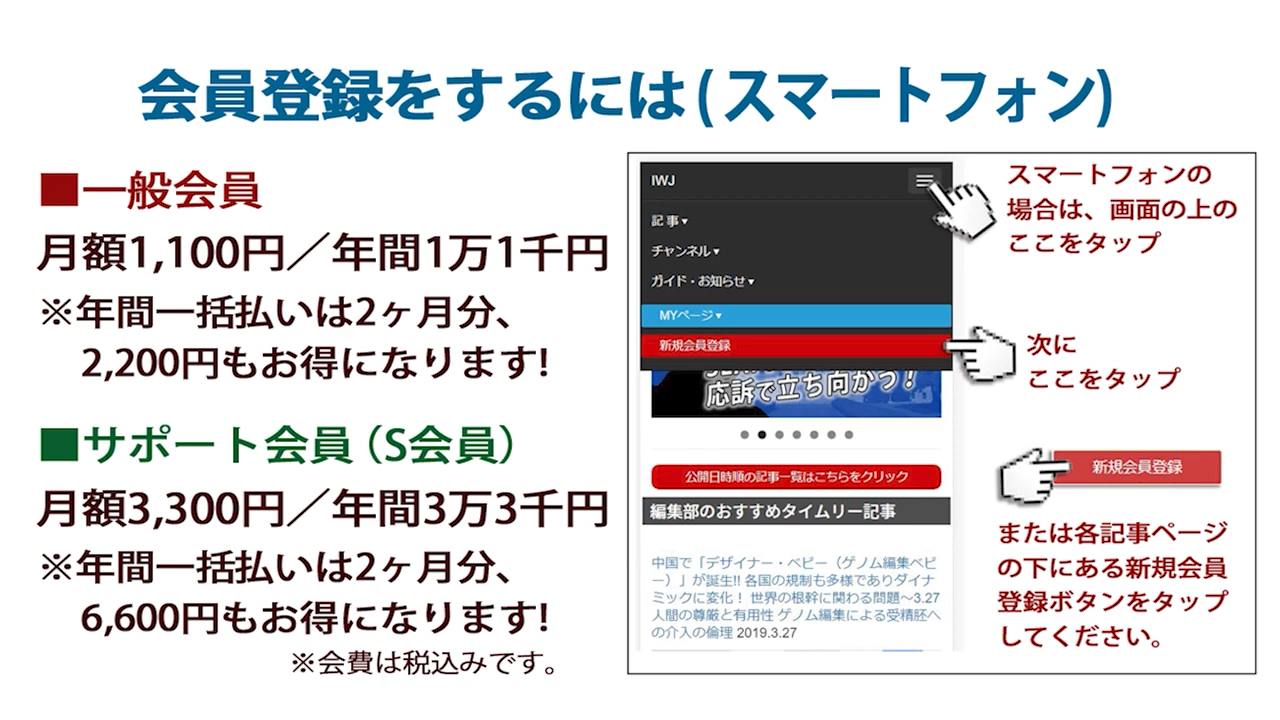 会員登録をするには(スマートフォン)
■一般会員
月額1,100円／年間1万1千円
※年間一括払いは2ヶ月分、
2,200円もお得になります!
■サポート会員（S会員）
月額3,300円／年間3万3千円
※年間一括払いは2ヶ月分、
6,600円もお得になります!
※会費は税込みです。
IWJ
記事▾
チャンネル▾
ガイド・お知らせ▾
MYページ▾
新規会員登録
応訴で立ち向かう！
公開日時順の記事一覧はこちらをクリック
編集部のおすすめタイムリー記事
中国で「デザイナー・ベビー（ゲノム編集ベビ
ー）」が誕生!! 各国の規制も多様でありダイナ
ミックに変化！ 世界の根幹に関わる問題～3.27
人間の尊厳と有用性 ゲノム編集による受精胚へ
の介入の倫理 2019.3.27
スマートフォンの
場合は、画面の上の
ここをタップ
次に
ここをタップ
新規会員登録
または各記事ページ
の下にある新規会員
登録ボタンをタップ
してください。